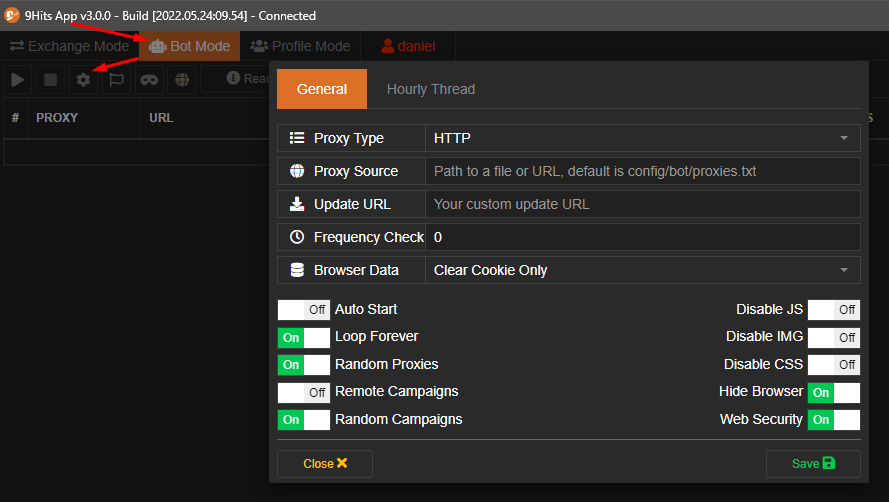 9Hits App v3.0.0 - Build [2022.05.24:09.54] - Connected
Exchange Mode Bot Mode Profile Mode daniel
# PROXY URL
General Hourly Thread
Proxy Type HTTP
Proxy Source Path to a file or URL, default is config/bot/proxies.txt
Update URL Your custom update URL
Frequency Check 0
Browser Data Clear Cookie Only
Off Auto Start Disable JS Off
On Loop Forever Disable IMG Off
On Random Proxies Disable CSS Off
Off Remote Campaigns Hide Browser On
On Random Campaigns Web Security On
Close Save